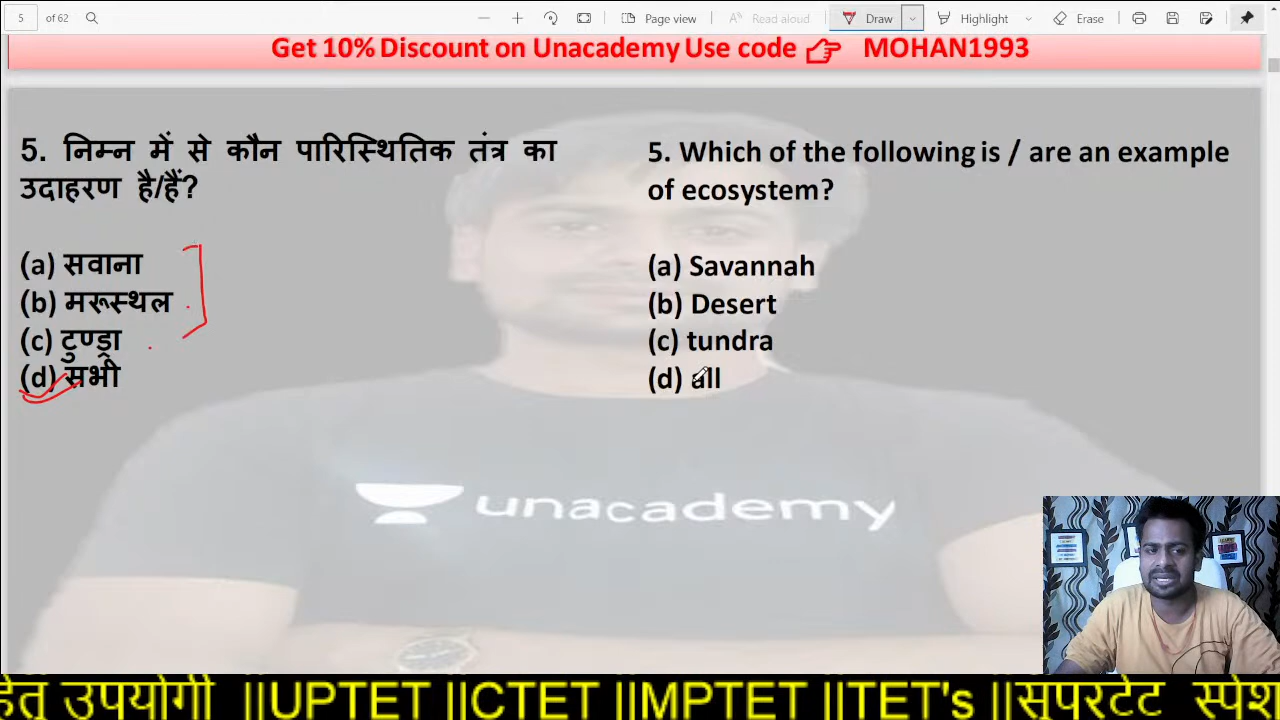 5 of 62
Page view
Read aloud
Draw
Highlight
Erase
Get 10% Discount on Unacademy Use code 👉 MOHAN1993
5. निम्न में से कौन पारिस्थितिक तंत्र का
उदाहरण है/हैं?
(a) सवाना
(b) मरूस्थल
(c) टुण्ड्रा
(d) सभी
5. Which of the following is / are an example
of ecosystem?
(a) Savannah
(b) Desert
(c) tundra
(d) all
unacademy
हेतु उपयोगी ||UPTET ||CTET ||MPTET ||TET's ||सुपरटेट स्पेश